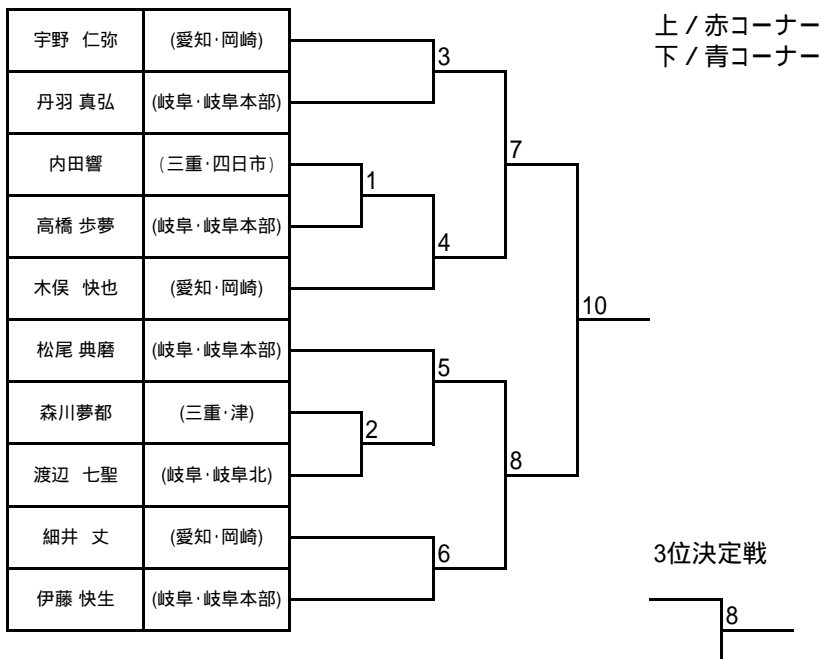 宇野 仁弥 (愛知･岡崎)
丹羽 真弘 (岐阜･岐阜本部)
内田響 (三重･四日市)
高橋 歩夢 (岐阜･岐阜本部)
木俣 快也 (愛知･岡崎)
松尾 典磨 (岐阜･岐阜本部)
森川夢都 (三重･津)
渡辺 七聖 (岐阜･岐阜北)
細井 丈 (愛知･岡崎)
伊藤 快生 (岐阜･岐阜本部)
3
1
4
7
5
2
8
6
10
上 / 赤コーナー
下 / 青コーナー
3位決定戦
8